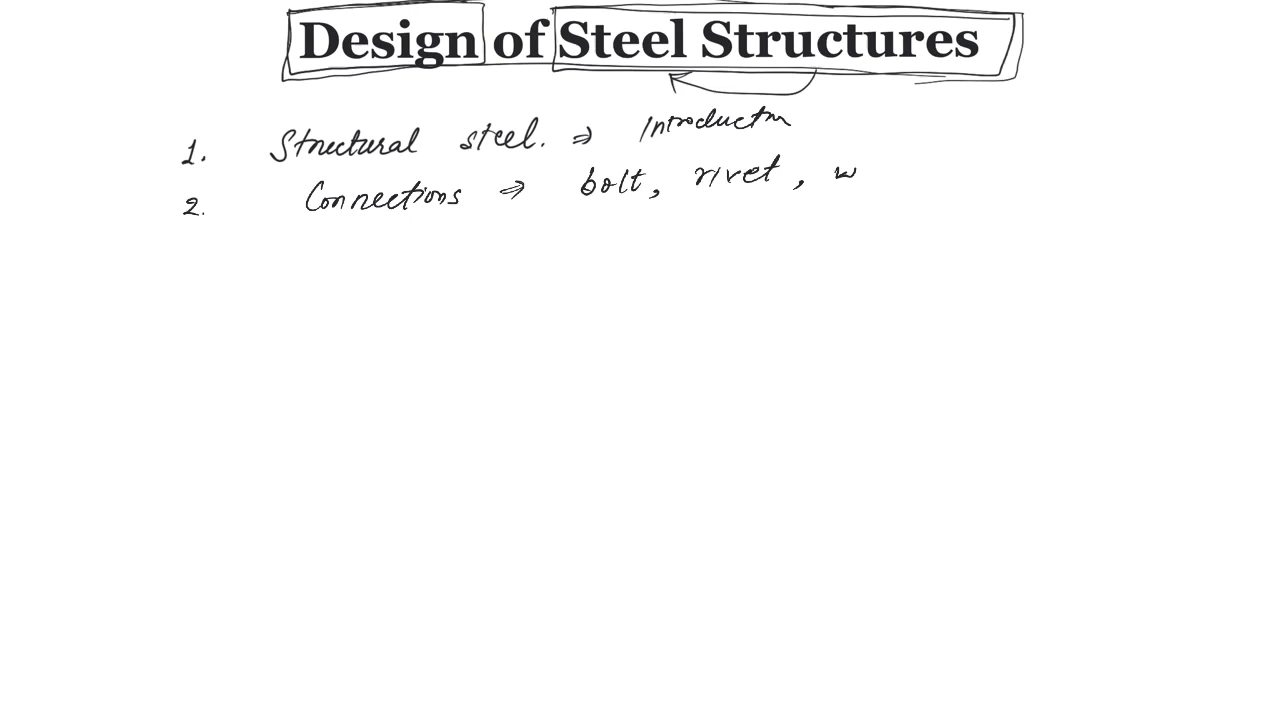 Design of Steel Structures
1. Structural steel. ⇒ Introductn
2. Connections ⇒ bolt, rivet, w